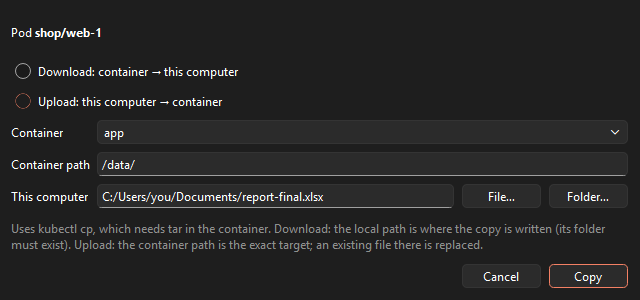 Pod shop/web-1
Download: container → this computer
Upload: this computer → container
Container app
Container path /data/
This computer C:/Users/you/Documents/report-final.xlsx File... Folder...
Uses kubectl cp, which needs tar in the container. Download: the local path is where the copy is written (its folder
must exist). Upload: the container path is the exact target; an existing file there is replaced.
Cancel Copy